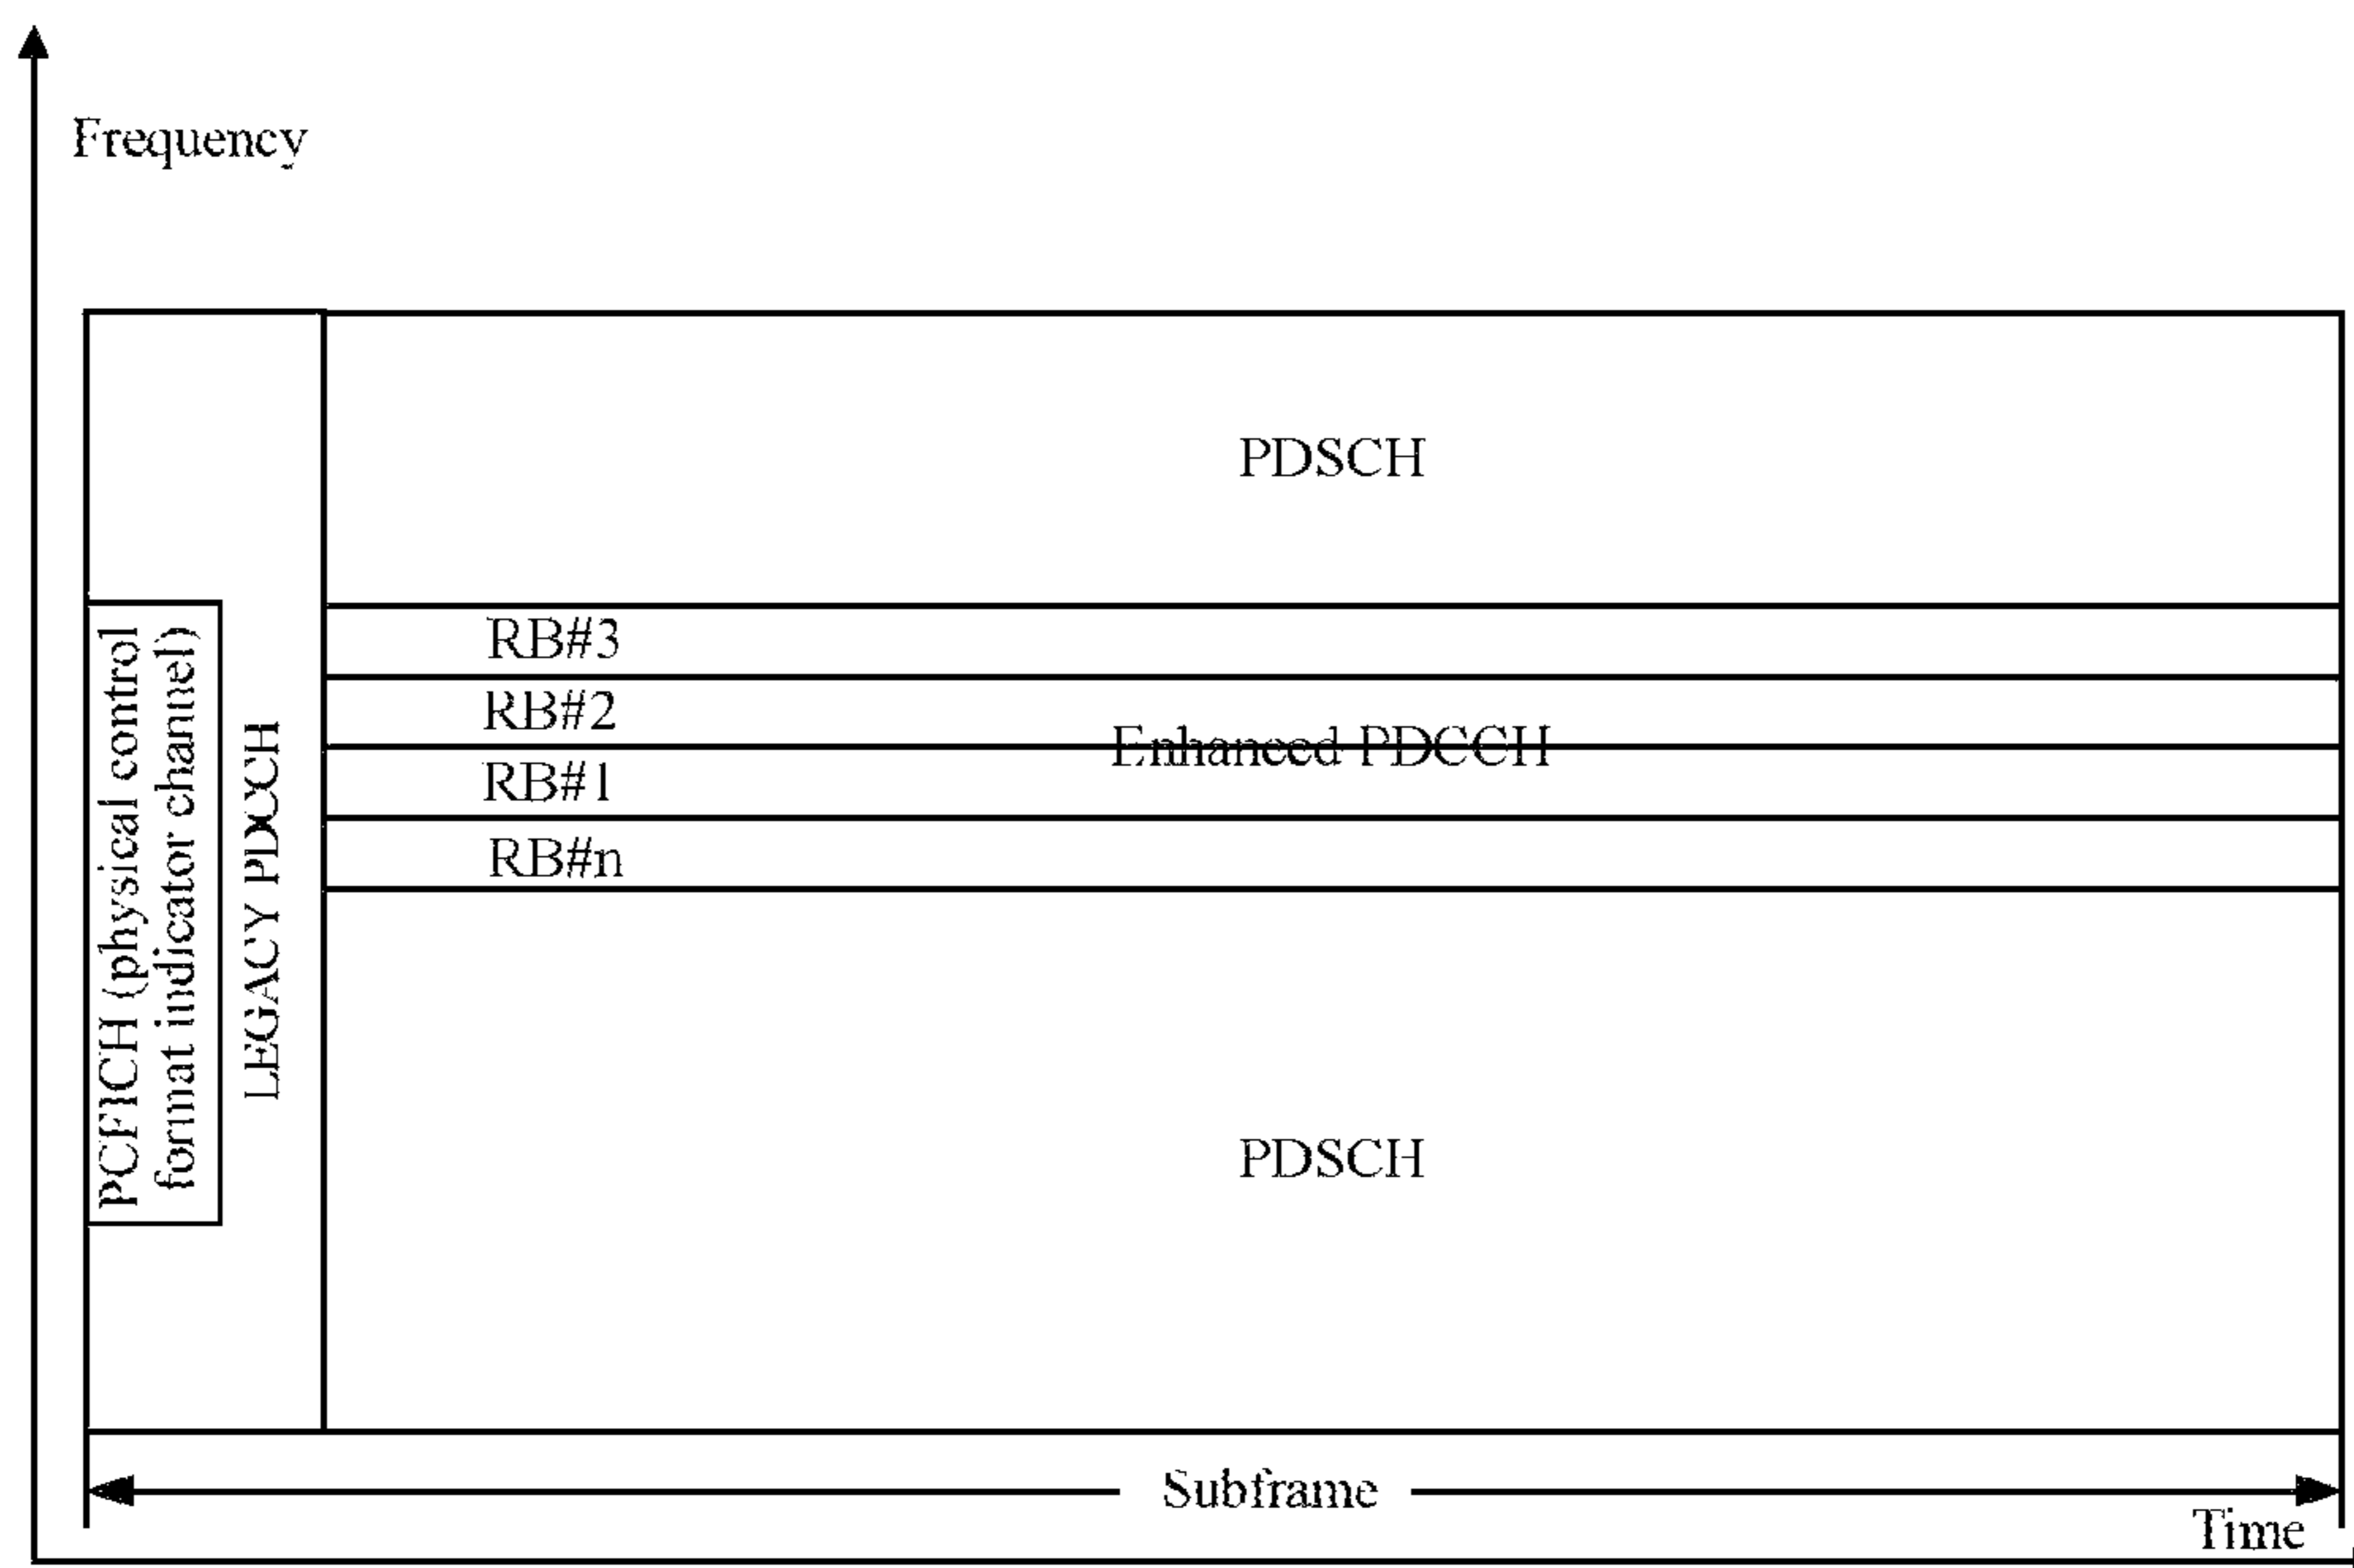 Frequency
PDSCH
RB#3
RB#2
Enhanced PDCCH
RB#1
RB#n
PCFICH (physical control
format indicator channel)
LEGACY PDCCH
PDSCH
Subframe
Time